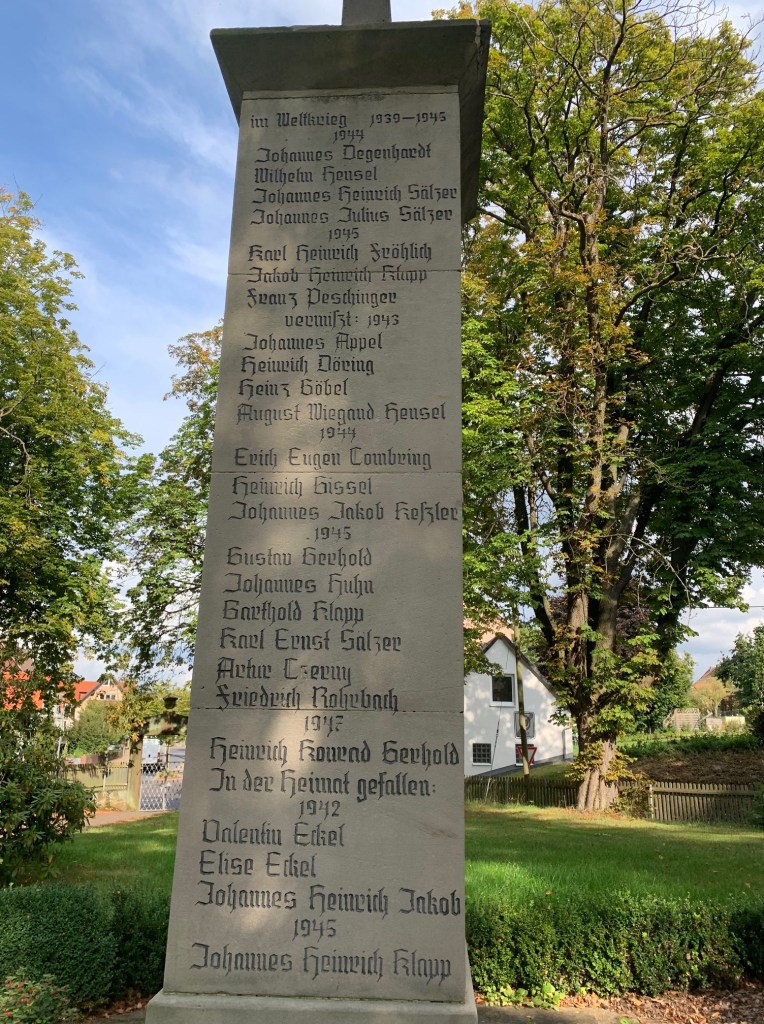 im Weltkrieg 1939–1945
1944
Johannes Degenhardt
Wilhelm Hensel
Johannes Heinrich Sälzer
Johannes Julius Sälzer
1945
Karl Heinrich Fröhlich
Jakob Heinrich Klapp
Franz Peschinger
vermißt: 1943
Johannes Appel
Heinrich Döring
Heinz Göbel
August Wiegand Hensel
1944
Erich Eugen Combring
Heinrich Gissel
Johannes Jakob Keßler
1945
Gustav Gerhold
Johannes Huhn
Barthold Klapp
Karl Ernst Sälzer
Artur Czerny
Friedrich Rohrbach
1947
Heinrich Konrad Gerhold
In der Heimat gefallen:
1942
Valentin Eckel
Elise Eckel
Johannes Heinrich Jakob
1945
Johannes Heinrich Klapp